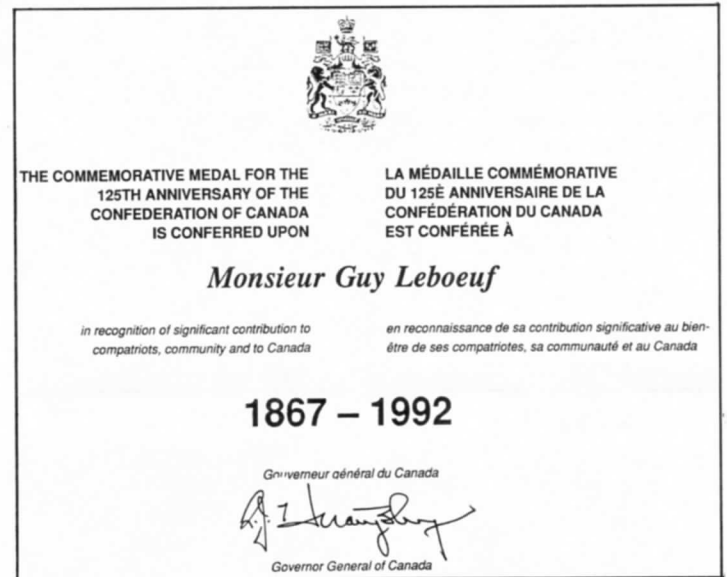 THE COMMEMORATIVE MEDAL FOR THE
125TH ANNIVERSARY OF THE
CONFEDERATION OF CANADA
IS CONFERRED UPON
LA MÉDAILLE COMMÉMORATIVE
DU 125È ANNIVERSAIRE DE LA
CONFÉDÉRATION DU CANADA
EST CONFÉRÉE À
Monsieur Guy Leboeuf
in recognition of significant contribution to
compatriots, community and to Canada
en reconnaissance de sa contribution significative au bien-
être de ses compatriotes, sa communauté et au Canada
1867 – 1992
Gouverneur général du Canada
Governor General of Canada